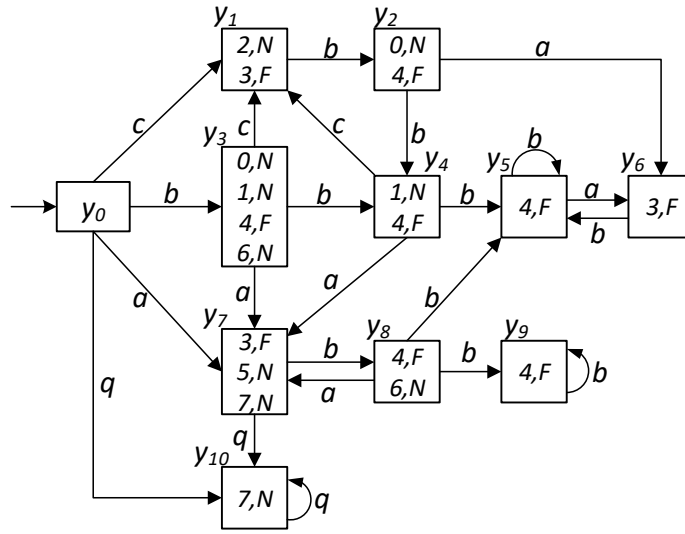 y1
y2
2,N
3,F
b
0,N
4,F
a
c
y3
c
c
b
0,N
1,N
4,F
6,N
y4
y5
b
y6
y0
b
b
1,N
4,F
b
4,F
a
b
3,F
a
y7
a
a
b
3,F
5,N
7,N
b
a
y8
4,F
6,N
b
y9
4,F
b
q
q
y10
7,N
q